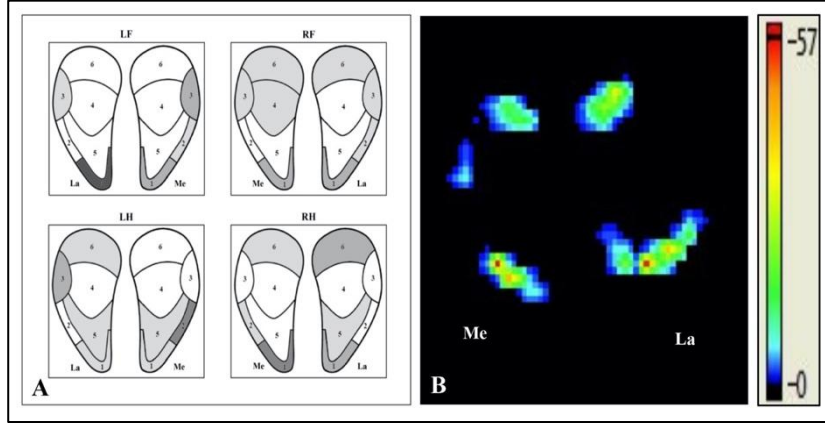 LF
RF
6 6 6 6
3 4 4 3 3 4 4 3
2 5 5 2 2 5 5 2
1 1 1
La Me Me La
LH
RH
6 6 6 6
3 4 4 3 3 4 4 3
2 5 5 2 2 5 5 2
1 1 1 1
La Me Me La
A
Me
La
B
-57
-0